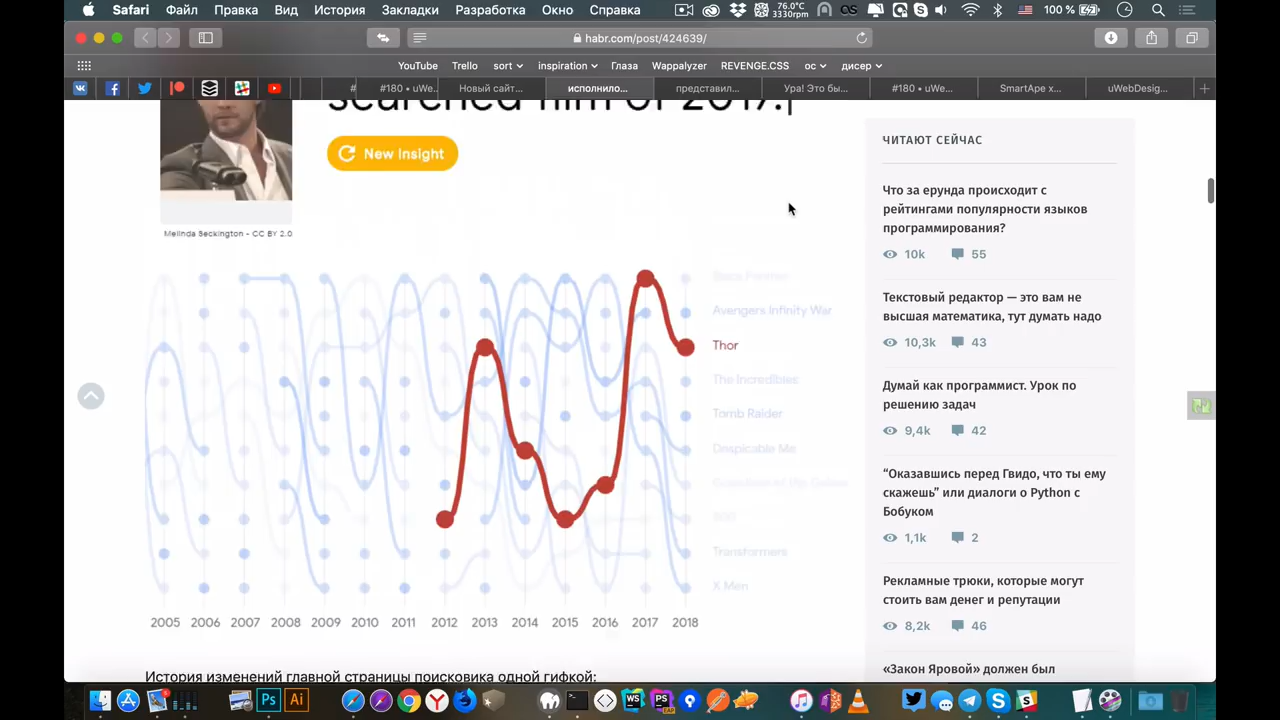 Safari Файл Правка Вид История Закладки Разработка Окно Справка 76.0°C 3330rpm 100 %
habr.com/post/424639/
YouTube Trello sort inspiration Глаза Wappalyzer REVENGE.CSS ос дисер
# #180 • uWe... Новый сайт... исполнило... представил... Ура! Это бы... #180 • uWe... SmartApe х... uWebDesig...
searched film of 2017.
New Insight
Melinda Seckington - CC BY 2.0
Avengers Infinity War
Thor
The Incredibles
Tomb Raider
Despicable Me
Transformers
X Men
2005 2006 2007 2008 2009 2010 2011 2012 2013 2014 2015 2016 2017 2018
История изменений главной страницы поисковика одной гифкой:
ЧИТАЮТ СЕЙЧАС
Что за ерунда происходит с
рейтингами популярности языков
программирования?
10k 55
Текстовый редактор — это вам не
высшая математика, тут думать надо
10,3k 43
Думай как программист. Урок по
решению задач
9,4k 42
“Оказавшись перед Гвидо, что ты ему
скажешь” или диалоги о Python с
Бобуком
1,1k 2
Рекламные трюки, которые могут
стоить вам денег и репутации
8,2k 46
«Закон Яровой» должен был
Ps Ai WS PS